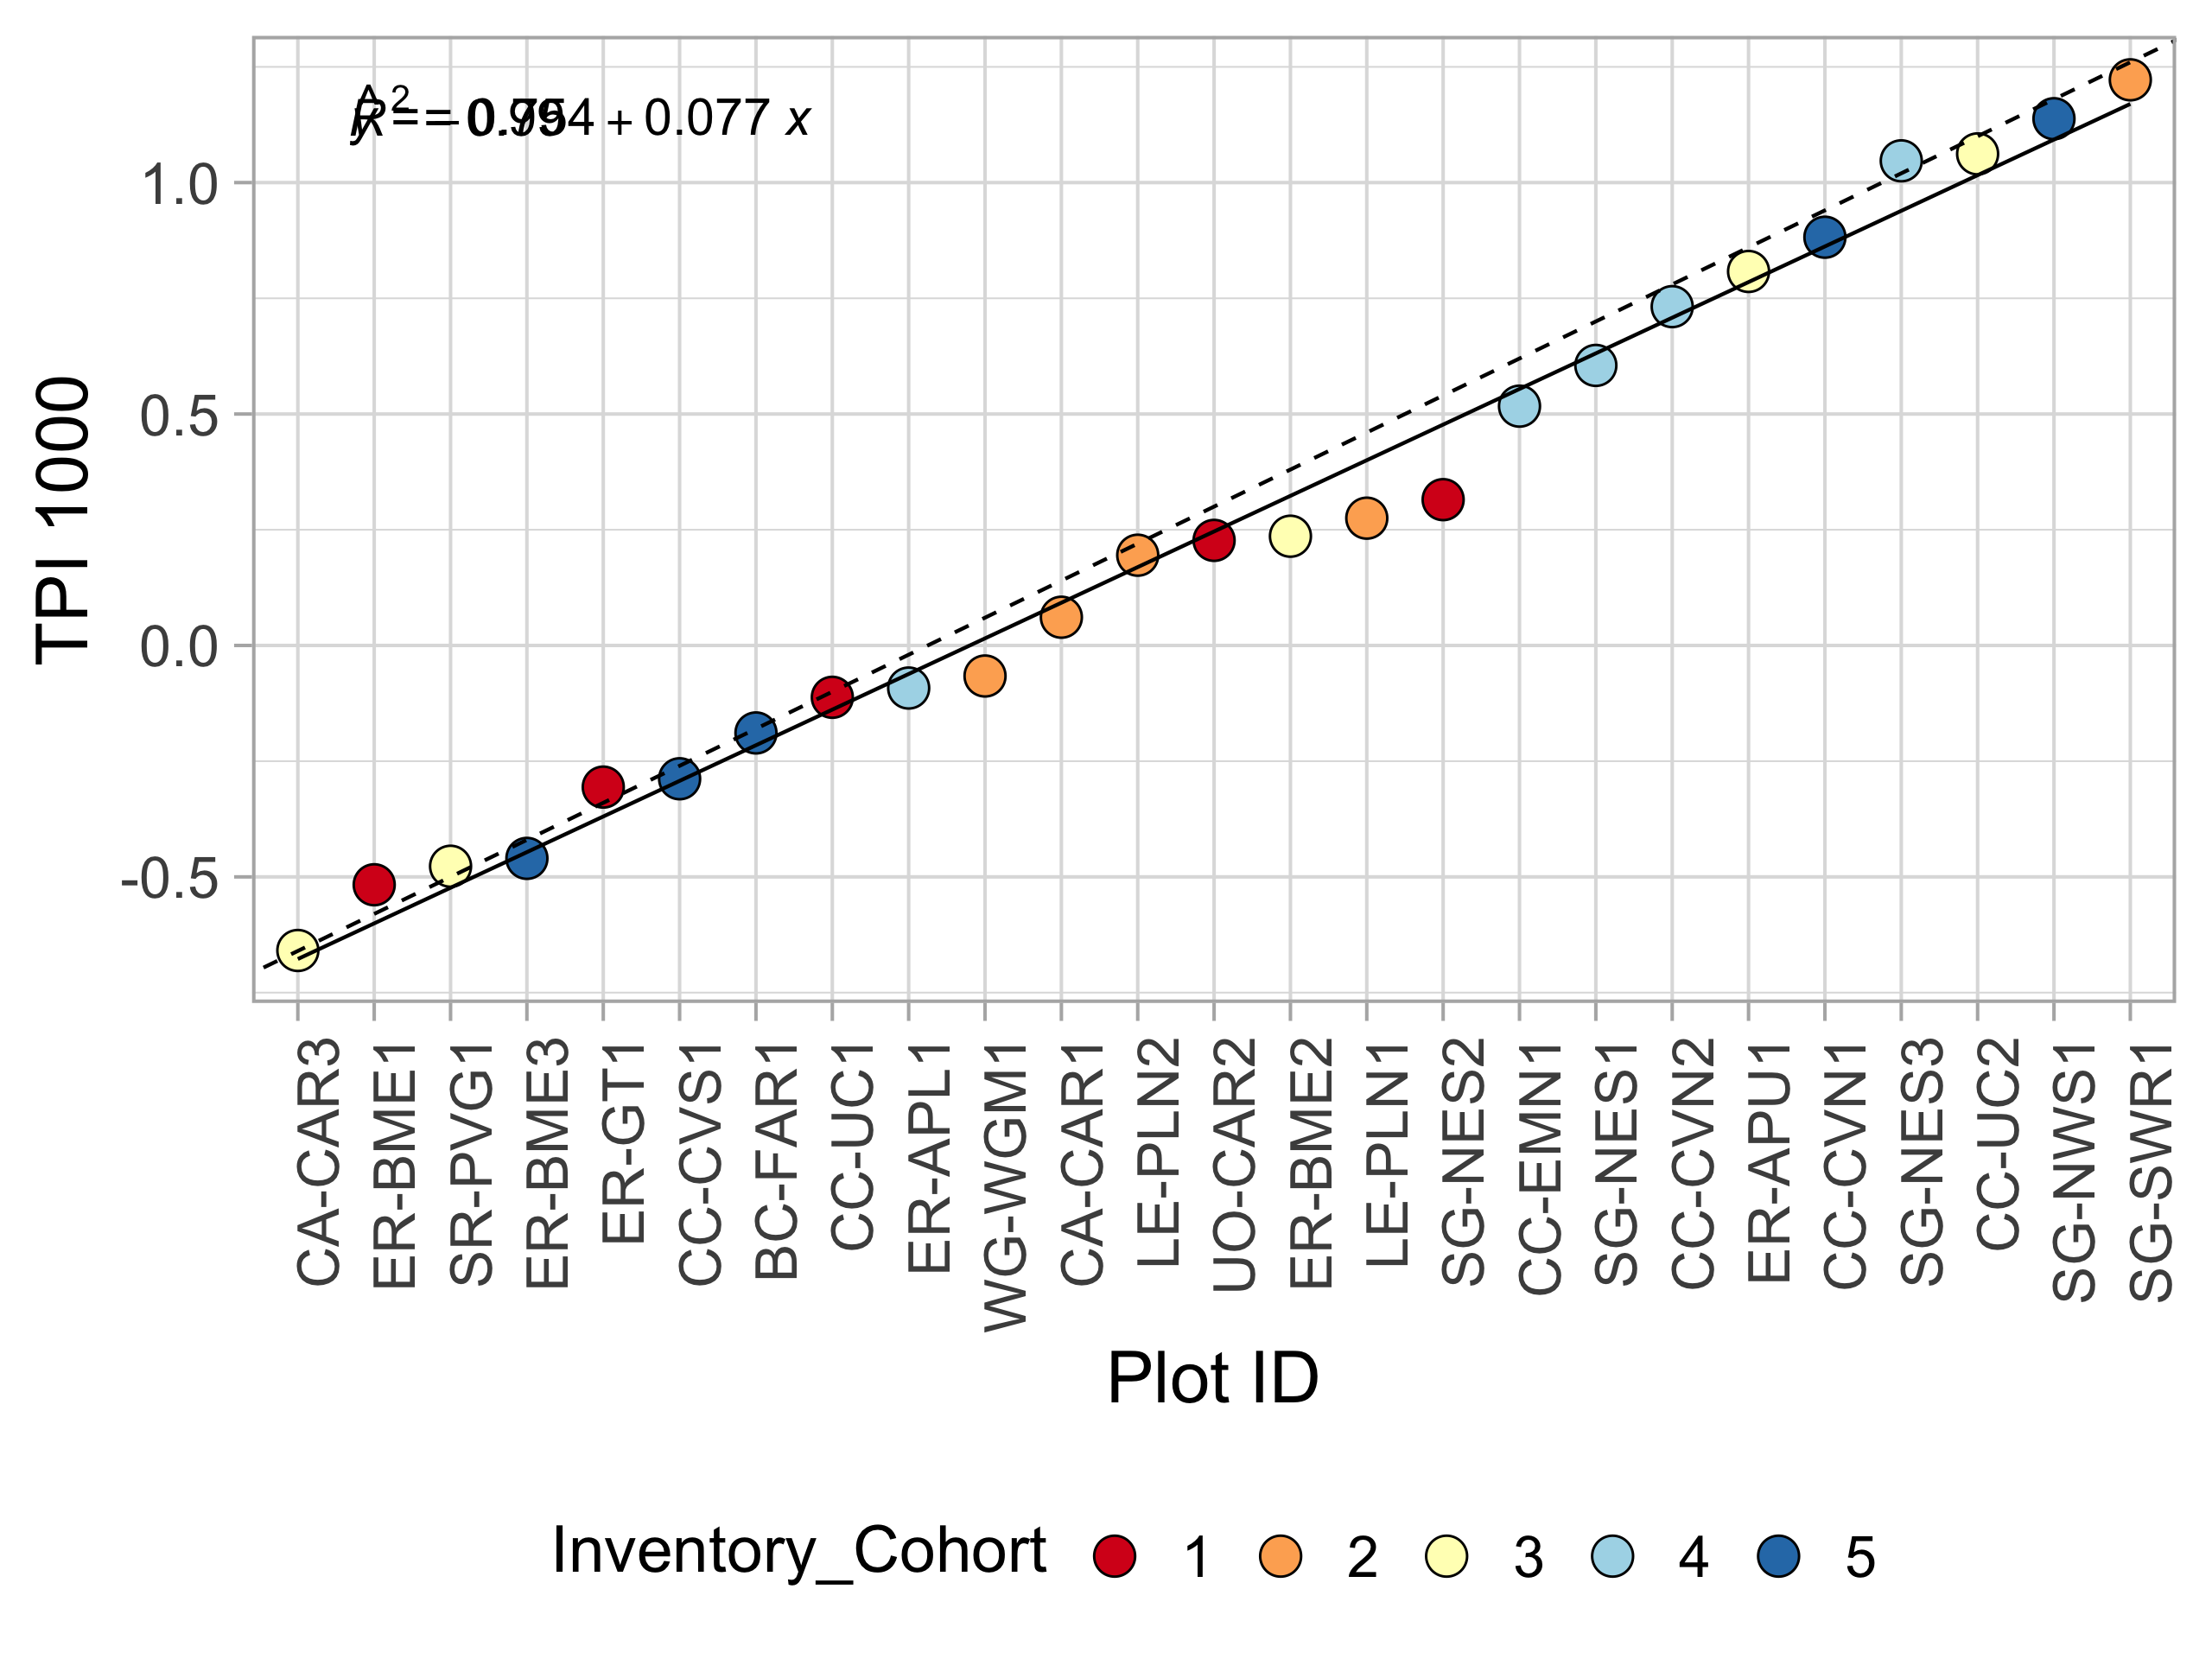 4 + 0.077 x
1.0
0.5
0.0
-0.5
TPI 1000
CA-CAR3
ER-BME1
SR-PVG1
ER-BME3
ER-GT1
CC-CVS1
BC-FAR1
CC-UC1
ER-APL1
WG-WGM1
CA-CAR1
LE-PLN2
UO-CAR2
ER-BME2
LE-PLN1
SG-NES2
CC-EMN1
SG-NES1
CC-CVN2
ER-APU1
CC-CVN1
SG-NES3
CC-UC2
SG-NWS1
SG-SWR1
Plot ID
Inventory_Cohort 1 2 3 4 5